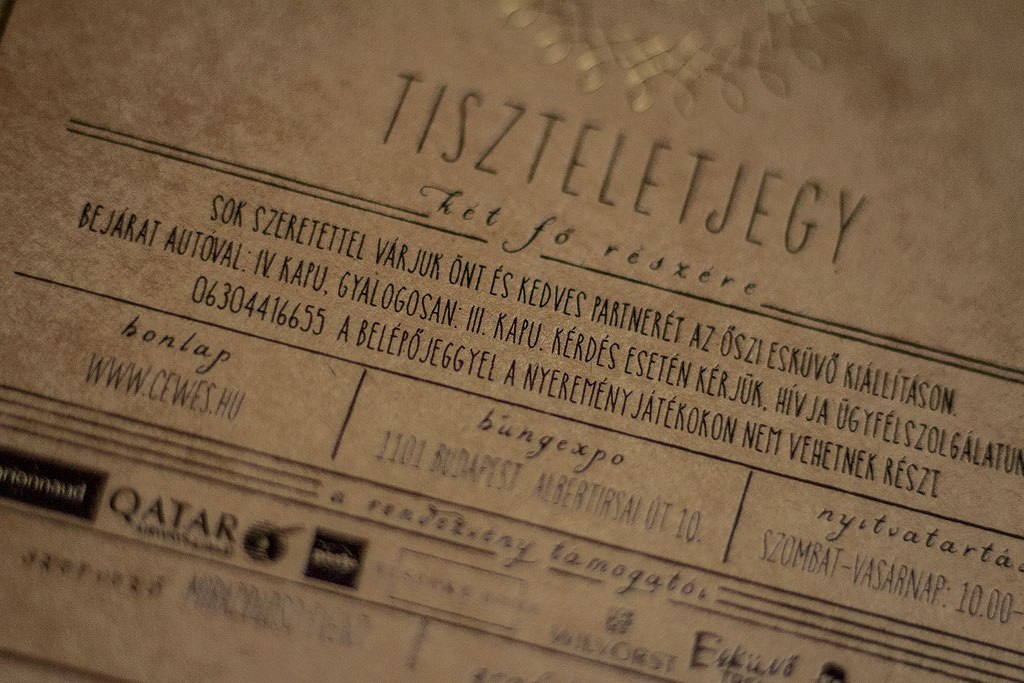 TISZTELETJEGY
két fő részére
SOK SZERETETTEL VÁRJUK ÖNT ÉS KEDVES PARTNERÉT AZ ŐSZI ESKÜVŐ KIÁLLÍTÁSON.
BEJÁRAT AUTÓVAL: IV KAPU, GYALOGOSAN: III. KAPU. KÉRDÉS ESETÉN KÉRJÜK, HÍVJA ÜGYFÉLSZOLGÁLATUN
06304416655 A BELÉPŐJEGGYEL A NYEREMÉNYJÁTÉKOKON NEM VEHETNEK RÉSZT
honlap
WWW.CEWES.HU
hungexpo
1101 BUDAPEST ALBERTIRSAI ÚT 10.
nyitvatartás
SZOMBAT-VASÁRNAP: 10.00-
a rendezvény támogatói
QATAR
szervező
WILVORST
Esküvő